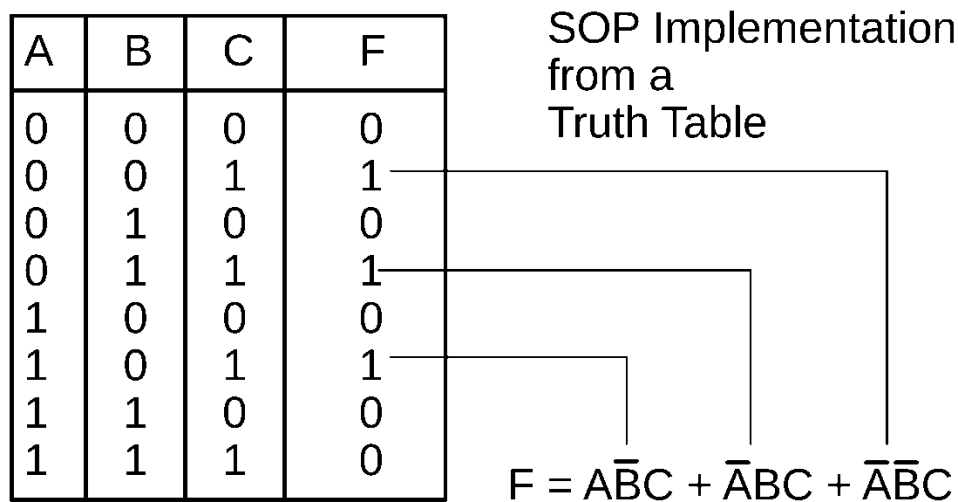 A B C F
0 0 0 0
0 0 1 1
0 1 0 0
0 1 1 1
1 0 0 0
1 0 1 1
1 1 0 0
1 1 1 0
SOP Implementation
from a
Truth Table
F = AB̅C + A̅BC + A̅B̅C